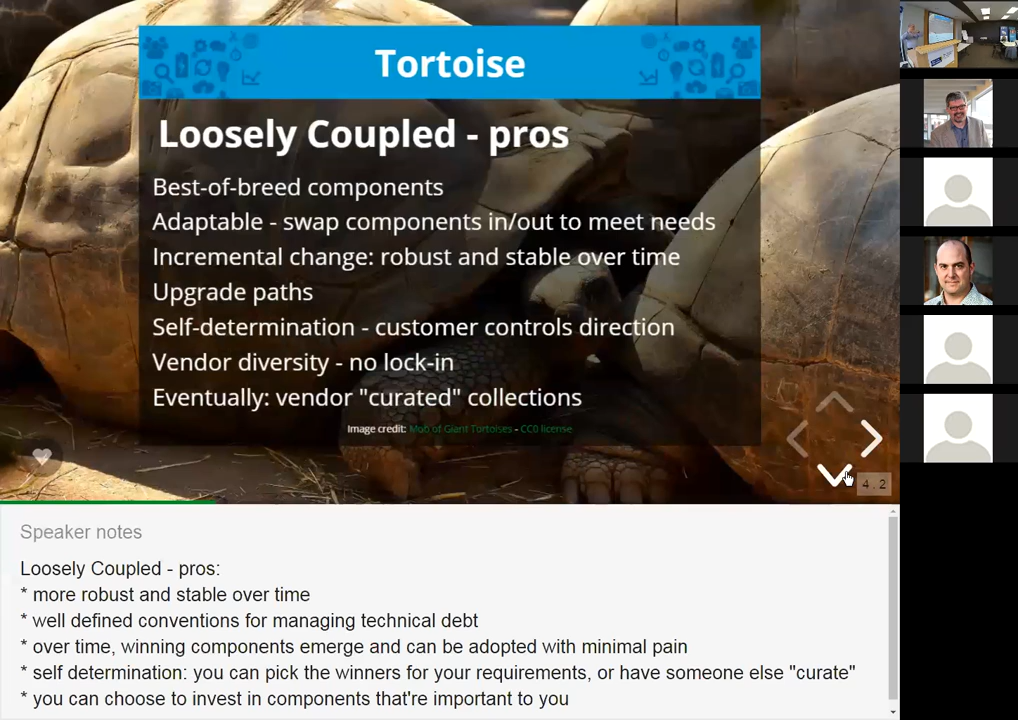 Tortoise
Loosely Coupled - pros
Best-of-breed components
Adaptable - swap components in/out to meet needs
Incremental change: robust and stable over time
Upgrade paths
Self-determination - customer controls direction
Vendor diversity - no lock-in
Eventually: vendor "curated" collections
Image credit: Mob of Giant Tortoises - CC0 license
4 . 2
Speaker notes
Loosely Coupled - pros:
* more robust and stable over time
* well defined conventions for managing technical debt
* over time, winning components emerge and can be adopted with minimal pain
* self determination: you can pick the winners for your requirements, or have someone else "curate"
* you can choose to invest in components that're important to you